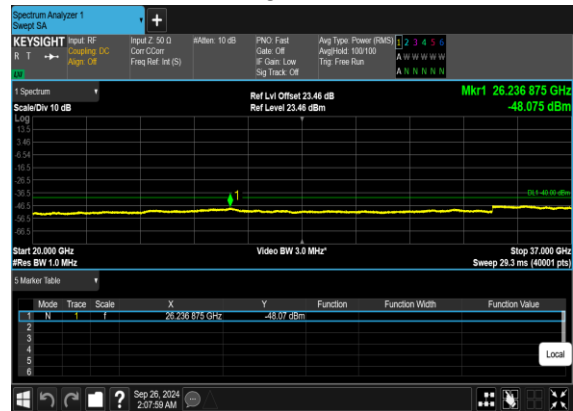 Spectrum Analyzer 1
Swept SA
KEYSIGHT Input: RF Input Z: 50 Ω #Atten: 10 dB PNO: Fast Avg Type: Power (RMS) 1 2 3 4 5 6
R T Coupling: DC Corr CCorr Gate: Off Avg|Hold: 100/100 A W W W W W
Align: Off Freq Ref: Int (S) IF Gain: Low Trig: Free Run
LXI Sig Track: Off A N N N N N
1 Spectrum Ref Lvl Offset 23.46 dB Mkr1 26.236 875 GHz
Scale/Div 10 dB Ref Level 23.46 dBm -48.075 dBm
Log
13.5
3.46
-6.54
-16.5
-26.5
-36.5 1 DL1 -40.00 dBm
-46.5
-56.5
-66.5
Start 20.000 GHz Video BW 3.0 MHz* Stop 37.000 GHz
#Res BW 1.0 MHz Sweep 29.3 ms (40001 pts)
5 Marker Table
Mode Trace Scale X Y Function Function Width Function Value
1 N 1 f 26.236 875 GHz -48.07 dBm
2
3
4
5
6
Local
? Sep 26, 2024
2:07:59 AM